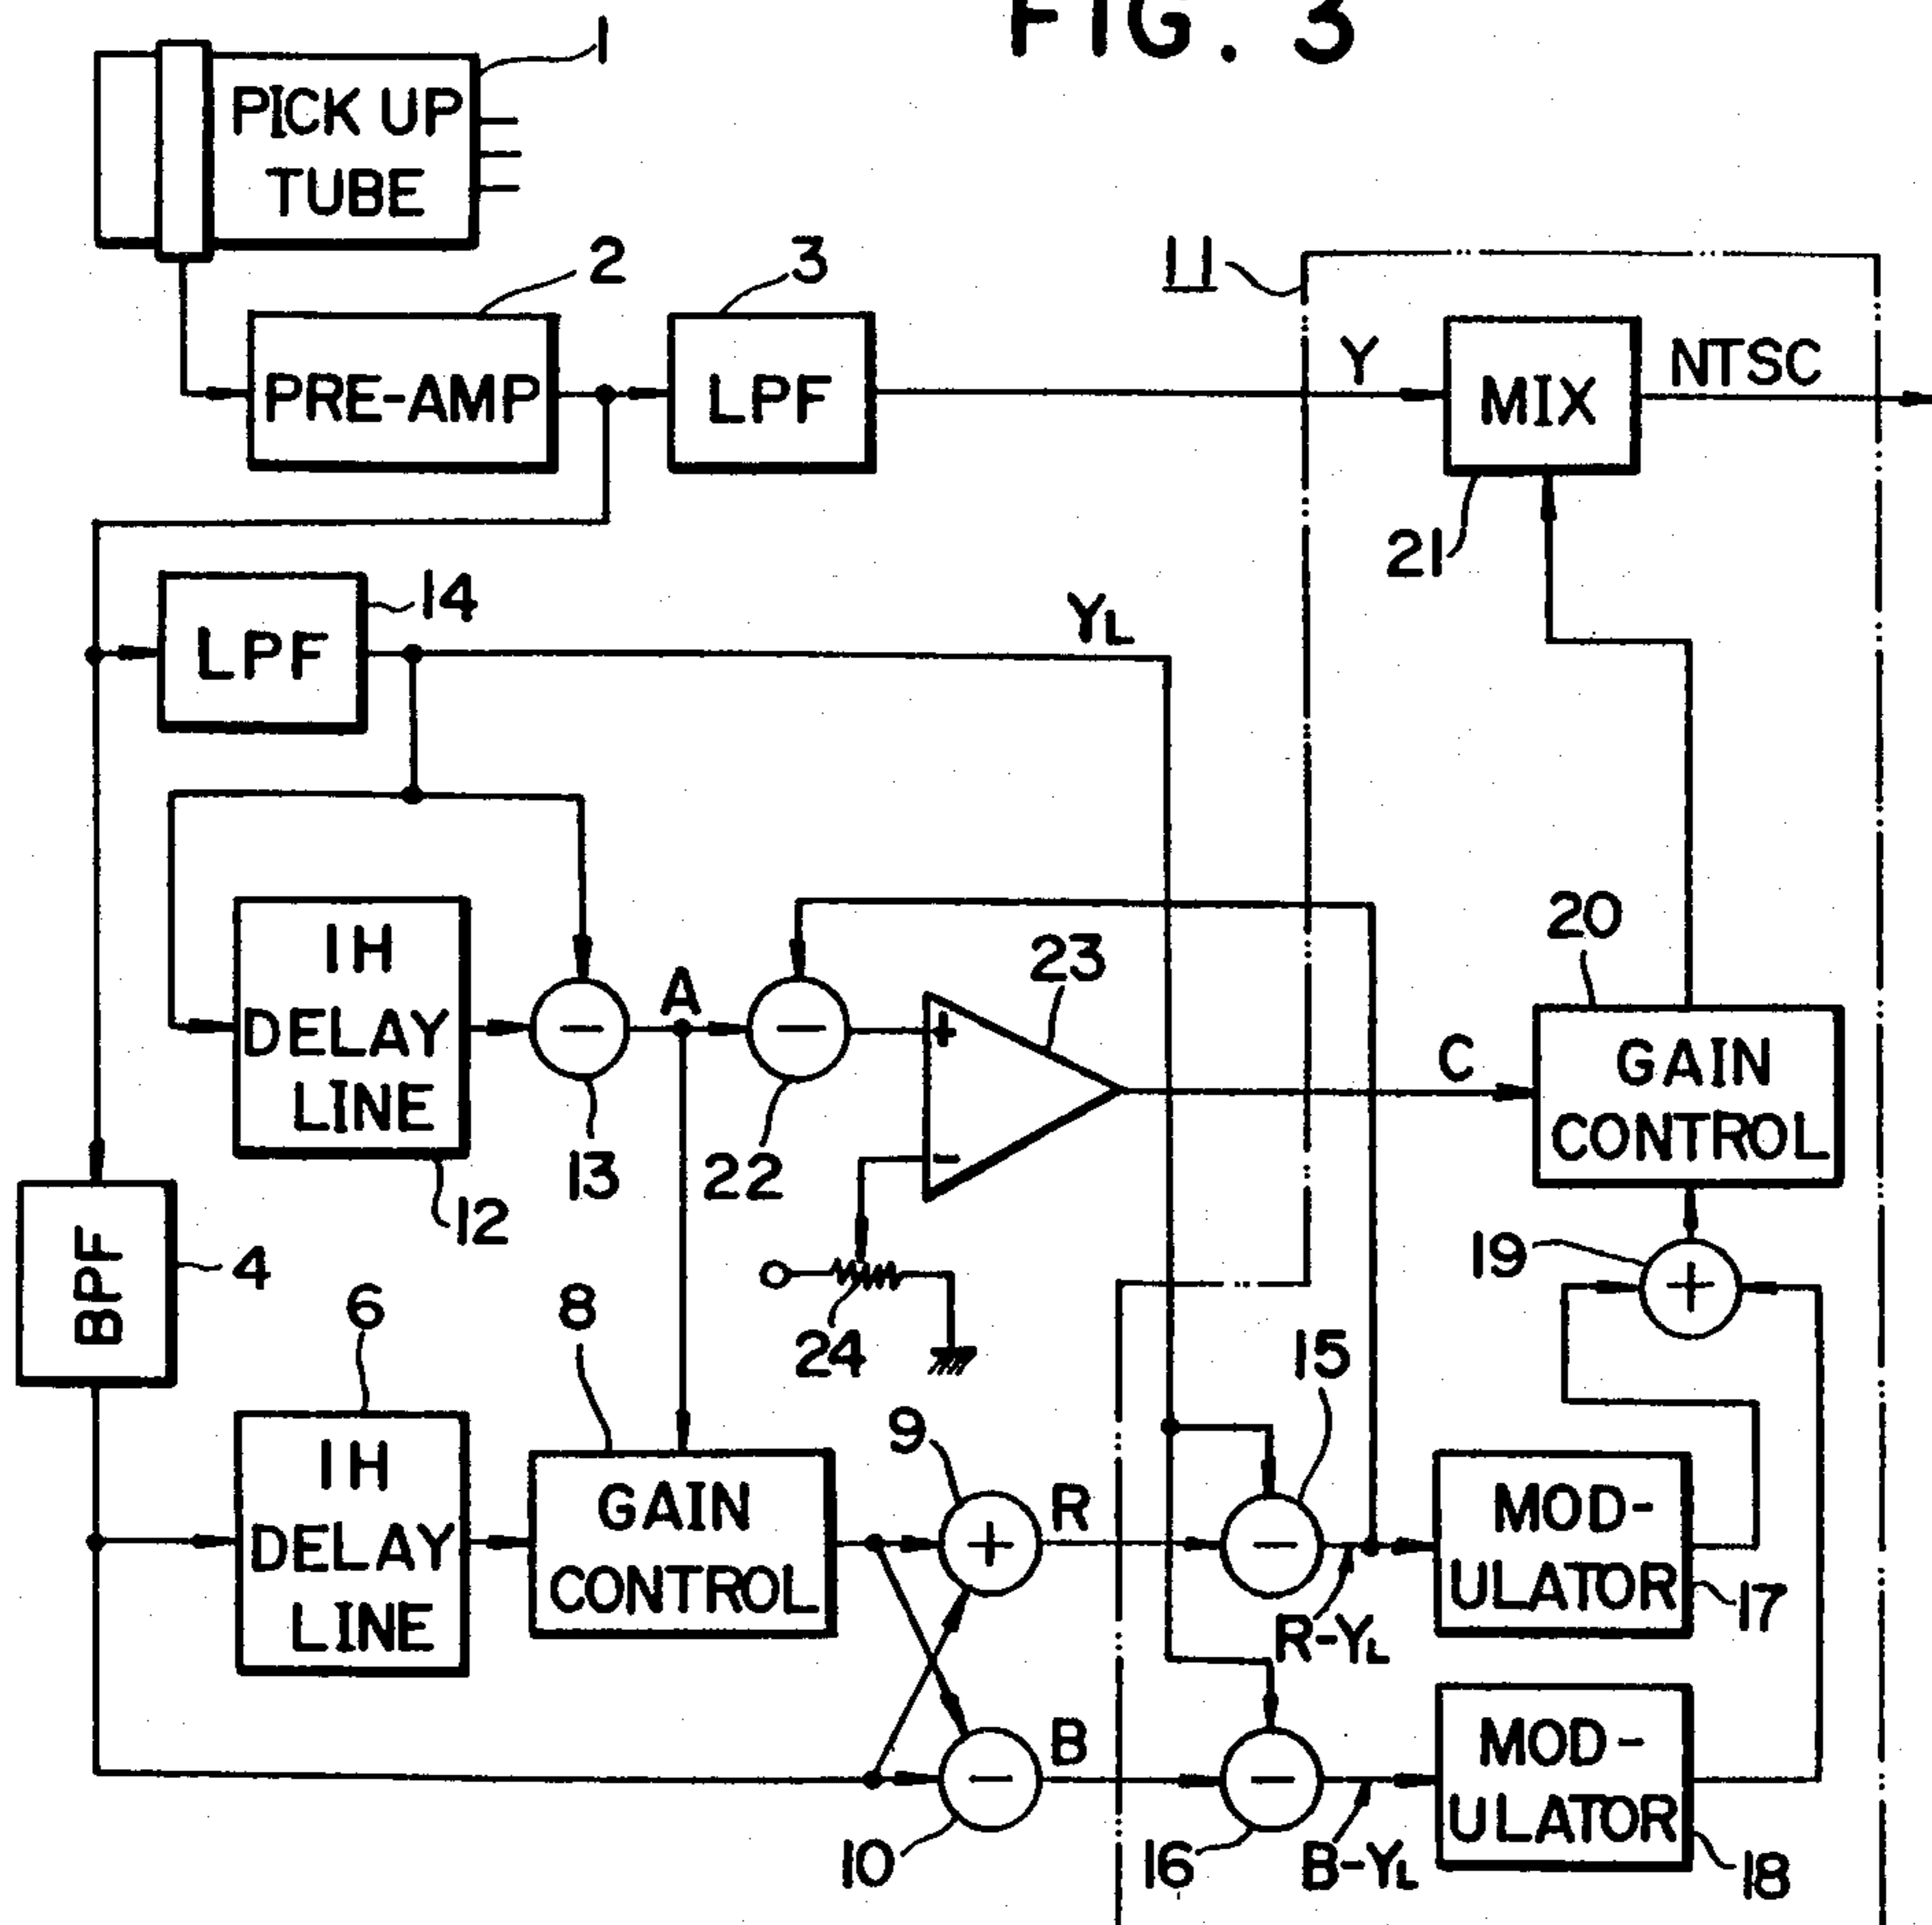 FIG. 3
1
PICK UP
TUBE
2
3
11
PRE-AMP
LPF
Y
MIX
NTSC
21
14
LPF
YL
20
1H
DELAY
LINE
A
23
+
-
C
GAIN
CONTROL
13
22
12
19
+
BPF
4
24
15
6
8
9
1H
DELAY
LINE
GAIN
CONTROL
+
R
-
MOD-
ULATOR
17
R-YL
-
B
-
MOD-
ULATOR
10
16
B-YL
18